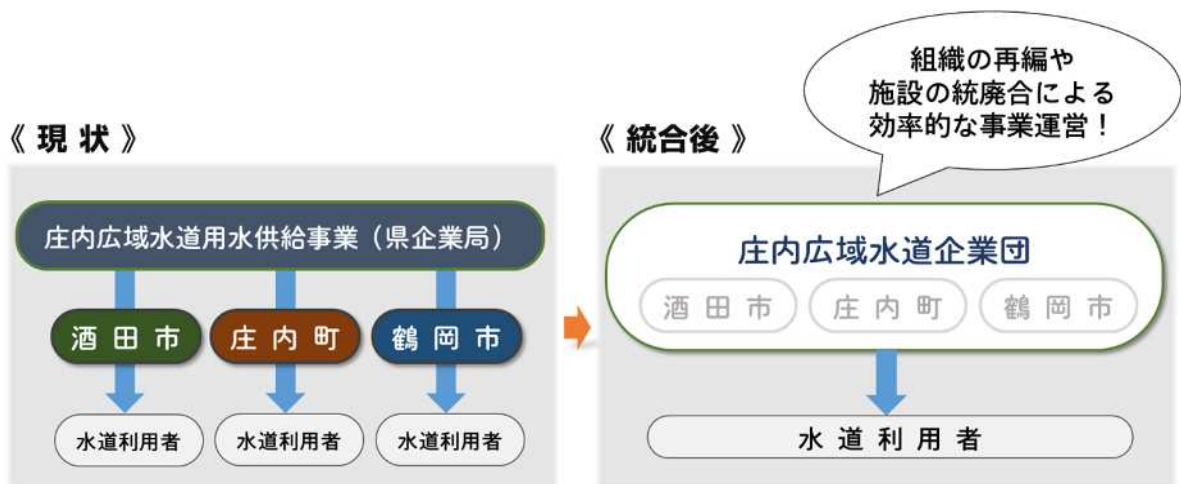 組織の再編や
施設の統廃合による
効率的な事業運営！
《 現 状 》
庄内広域水道用水供給事業（県企業局）
酒 田 市
庄 内 町
鶴 岡 市
水道利用者
水道利用者
水道利用者
《 統合後 》
庄内広域水道企業団
酒 田 市
庄 内 町
鶴 岡 市
水 道 利 用 者